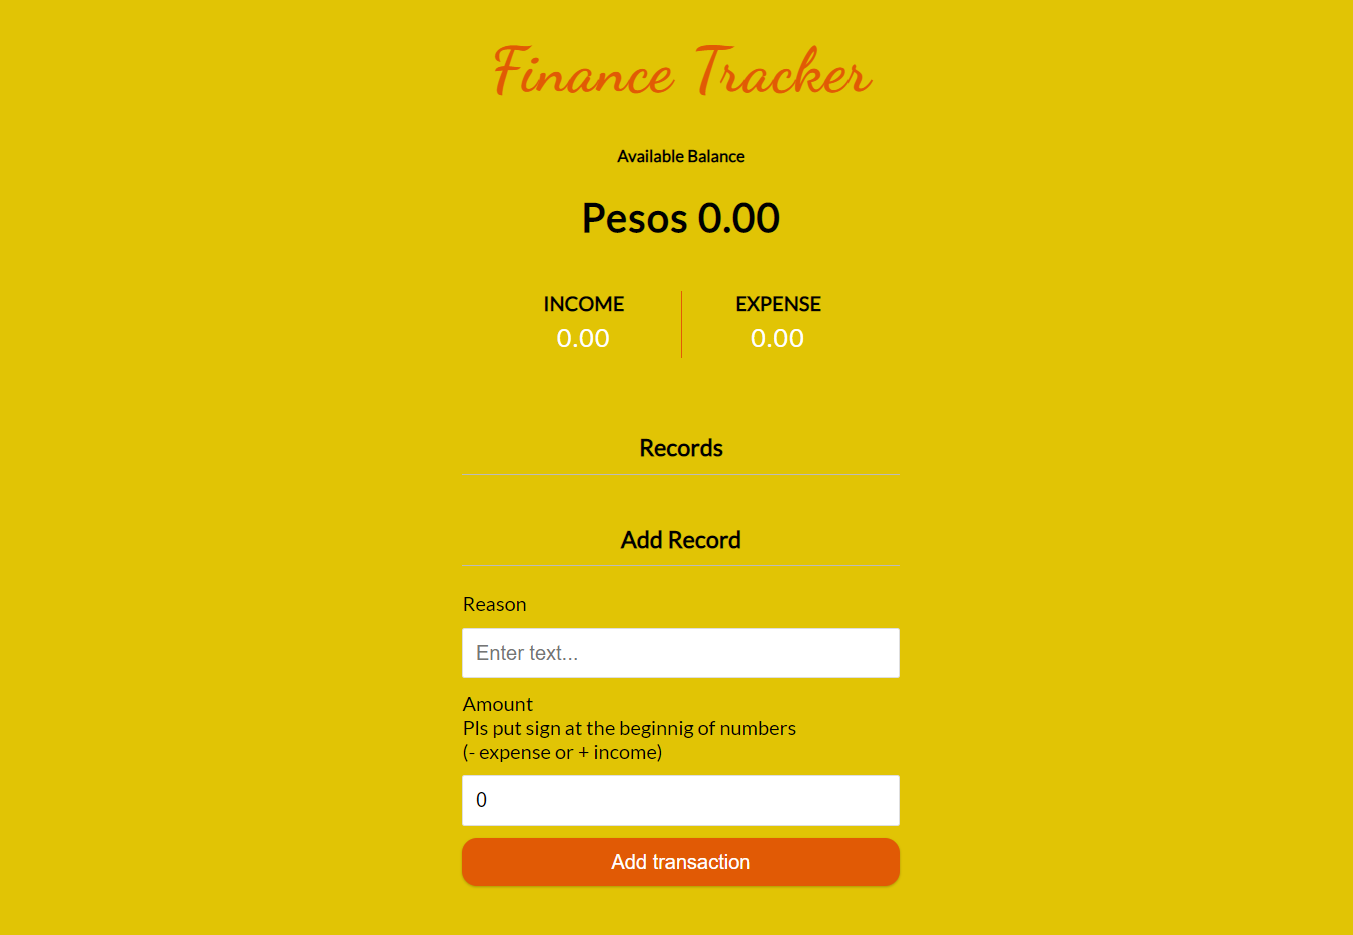 Finance Tracker
Available Balance
Pesos 0.00
INCOME EXPENSE
0.00 0.00
Records
Add Record
Reason
Enter text...
Amount
Pls put sign at the beginnig of numbers
(- expense or + income)
0
Add transaction